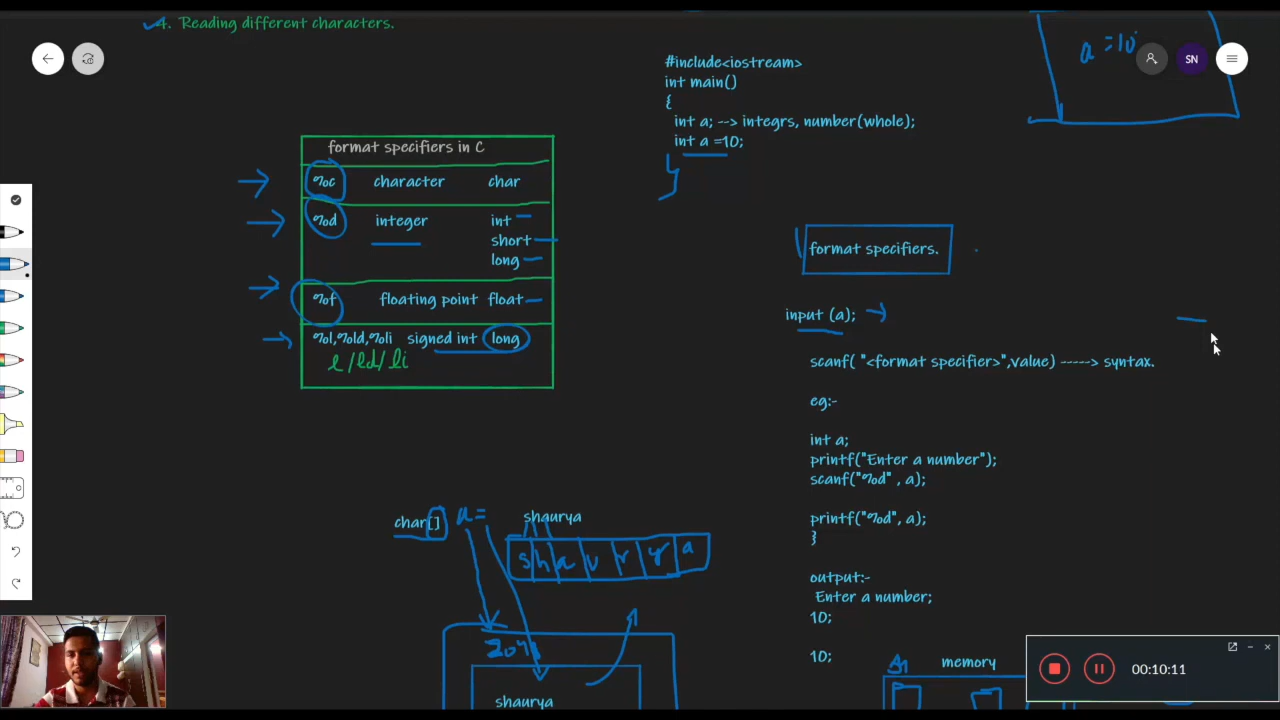 4. Reading different characters.
a =10
SN
#include<iostream>
int main()
{
int a; --> integrs, number(whole);
int a =10;
}
format specifiers in C
%c character char
%d integer int
short
long
%f floating point float
%l,%ld,%li signed int long
l /ld/ li
format specifiers.
input (a);
scanf( "<format specifier>",value) -----> syntax.
eg:-
int a;
printf("Enter a number");
scanf("%d" , a);
printf("%d", a);
}
char[] a = shaurya
s h a u r y a
output:-
Enter a number;
10;
10;
memory
shaurya
00:10:11